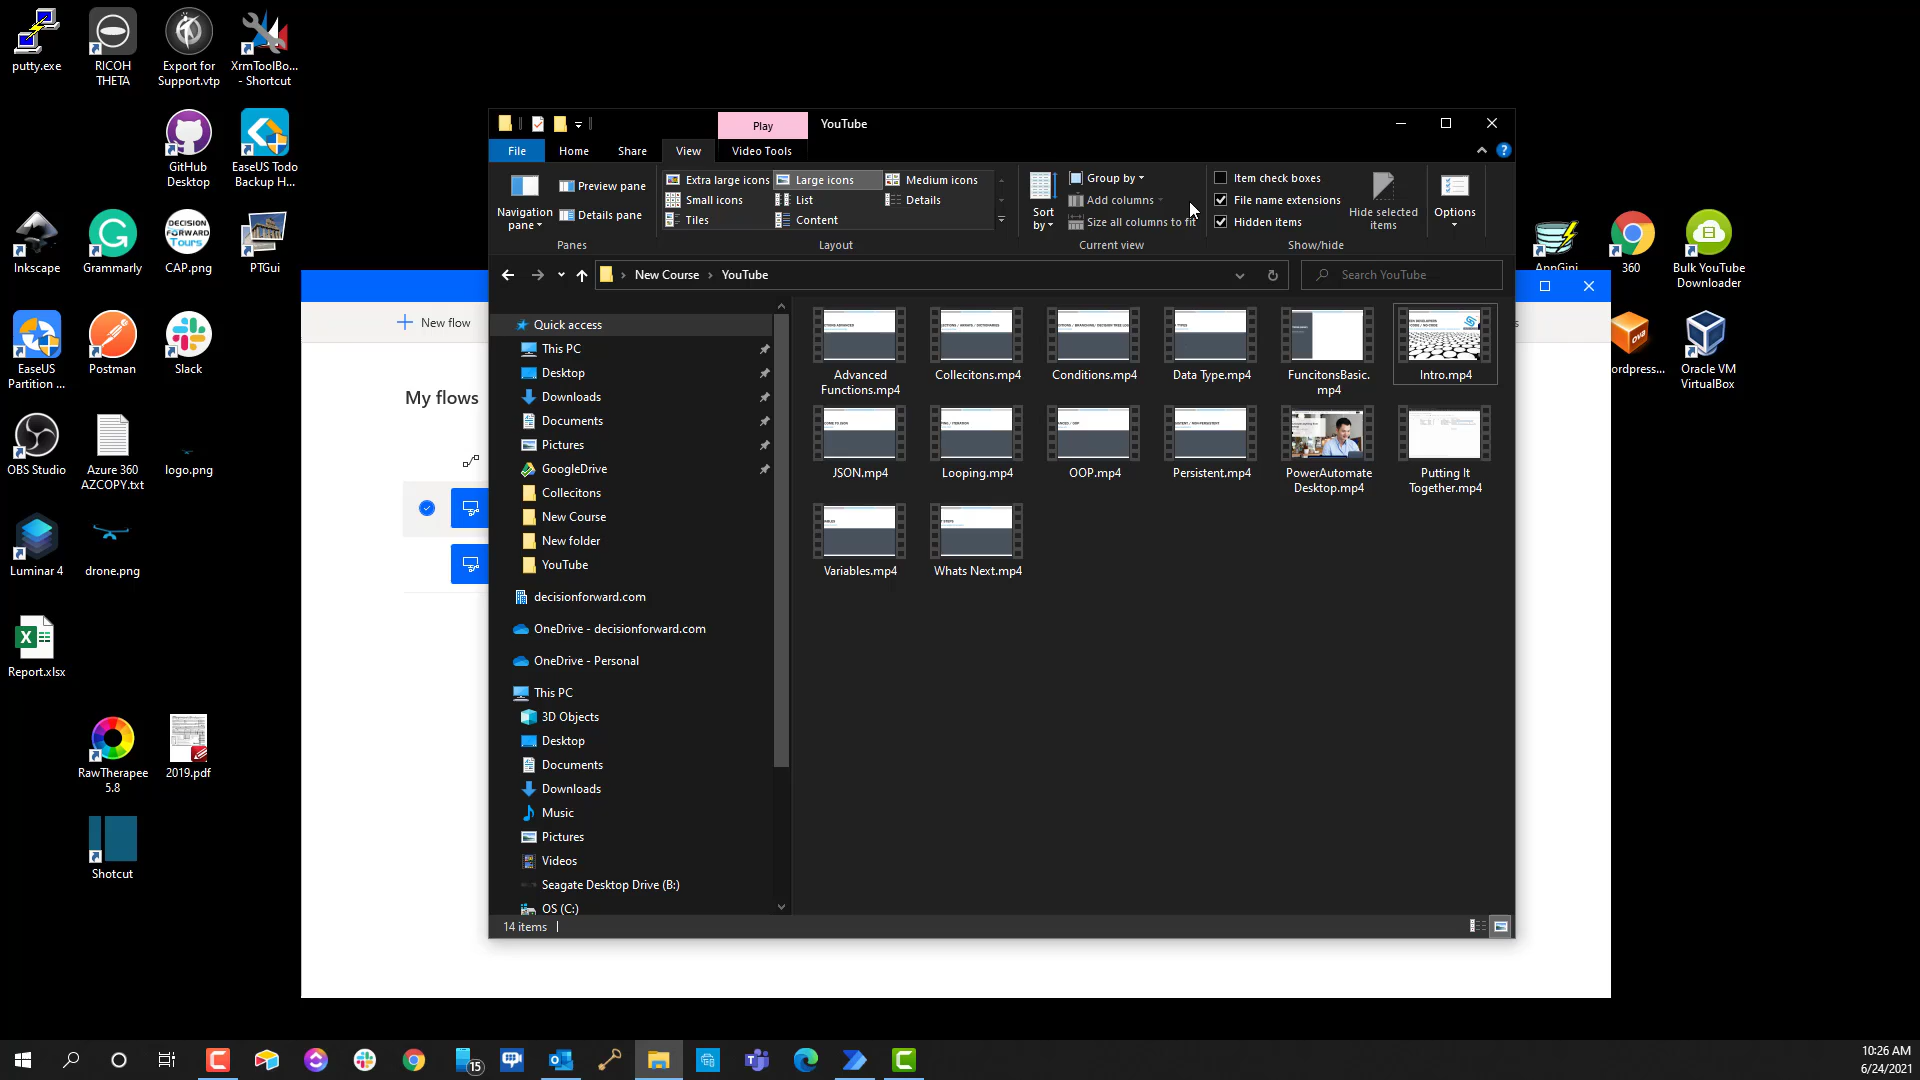 putty.exe
RICOH
THETA
Export for
Support.vtp
XrmToolBo...
- Shortcut
GitHub
Desktop
EaseUS Todo
Backup H...
Inkscape
Grammarly
DECISION
FORWARD
Tours
CAP.png
PTGui
EaseUS
Partition ...
Postman
Slack
OBS Studio
Azure 360
AZCOPY.txt
logo.png
Luminar 4
drone.png
Report.xlsx
RawTherapee
5.8
2019.pdf
Shotcut
New flow
My flows
Play
YouTube
File
Home
Share
View
Video Tools
Navigation
pane
Preview pane
Details pane
Panes
Extra large icons
Large icons
Medium icons
Small icons
List
Details
Tiles
Content
Layout
Sort
by
Group by
Add columns
Size all columns to fit
Current view
Item check boxes
File name extensions
Hidden items
Hide selected
items
Show/hide
Options
New Course
YouTube
Search YouTube
Quick access
This PC
Desktop
Downloads
Documents
Pictures
GoogleDrive
Collecitons
New Course
New folder
YouTube
decisionforward.com
OneDrive - decisionforward.com
OneDrive - Personal
This PC
3D Objects
Desktop
Documents
Downloads
Music
Pictures
Videos
Seagate Desktop Drive (B:)
OS (C:)
Advanced
Functions.mp4
Collecitons.mp4
Conditions.mp4
Data Type.mp4
FuncitonsBasic.
mp4
Intro.mp4
JSON.mp4
Looping.mp4
OOP.mp4
Persistent.mp4
PowerAutomate
Desktop.mp4
Putting It
Together.mp4
Variables.mp4
Whats Next.mp4
14 items
AppGini
360
Bulk YouTube
Downloader
ordpress...
Oracle VM
VirtualBox
15
10:26 AM
6/24/2021